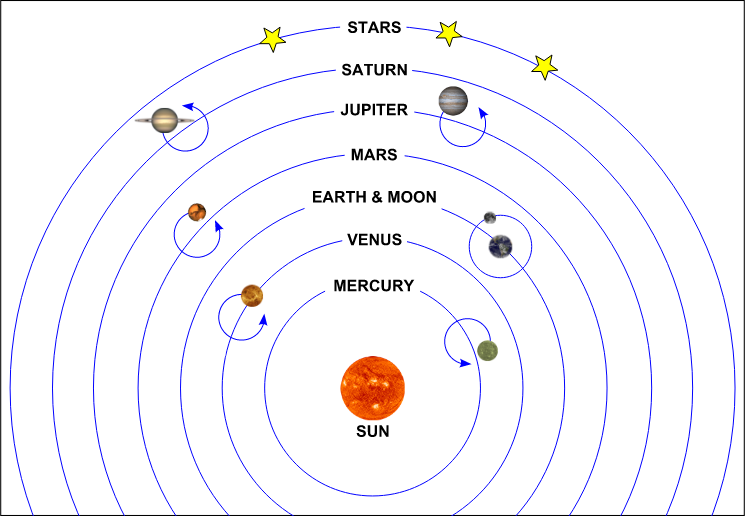 STARS
SATURN
JUPITER
MARS
EARTH & MOON
VENUS
MERCURY
SUN